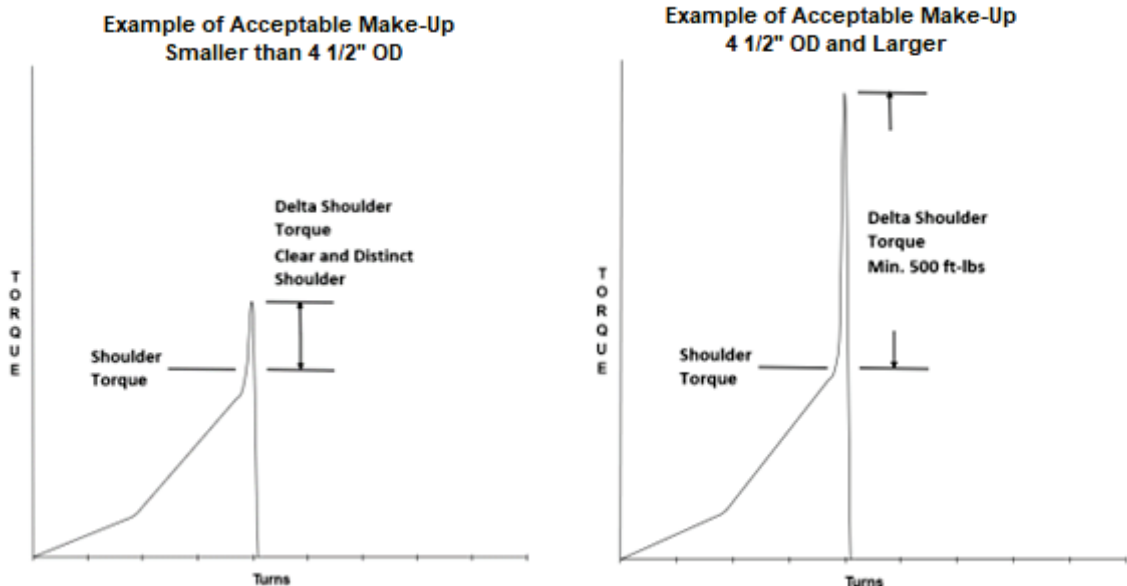 Example of Acceptable Make-Up
Smaller than 4 1/2" OD
Delta Shoulder
Torque
Clear and Distinct
Shoulder
Shoulder
Torque
TORQUE
Turns
Example of Acceptable Make-Up
4 1/2" OD and Larger
Delta Shoulder
Torque
Min. 500 ft-lbs
Shoulder
Torque
TORQUE
Turns